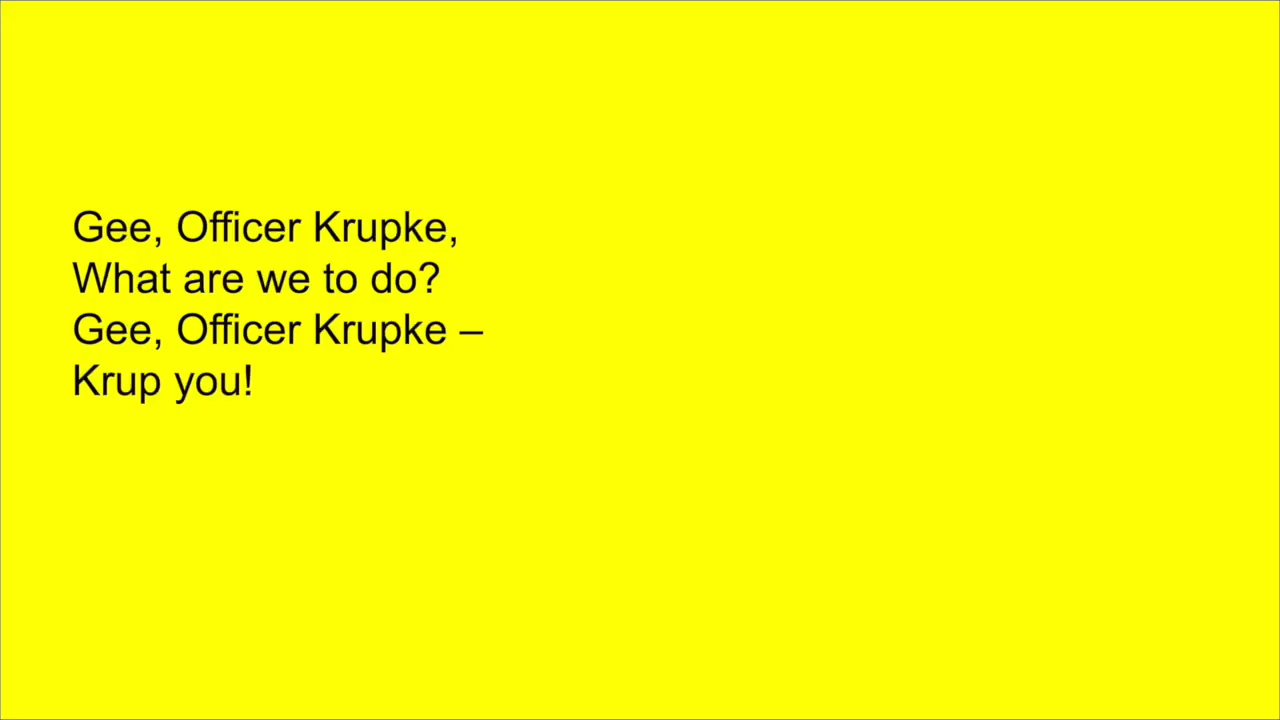 Gee, Officer Krupke,
What are we to do?
Gee, Officer Krupke –
Krup you!